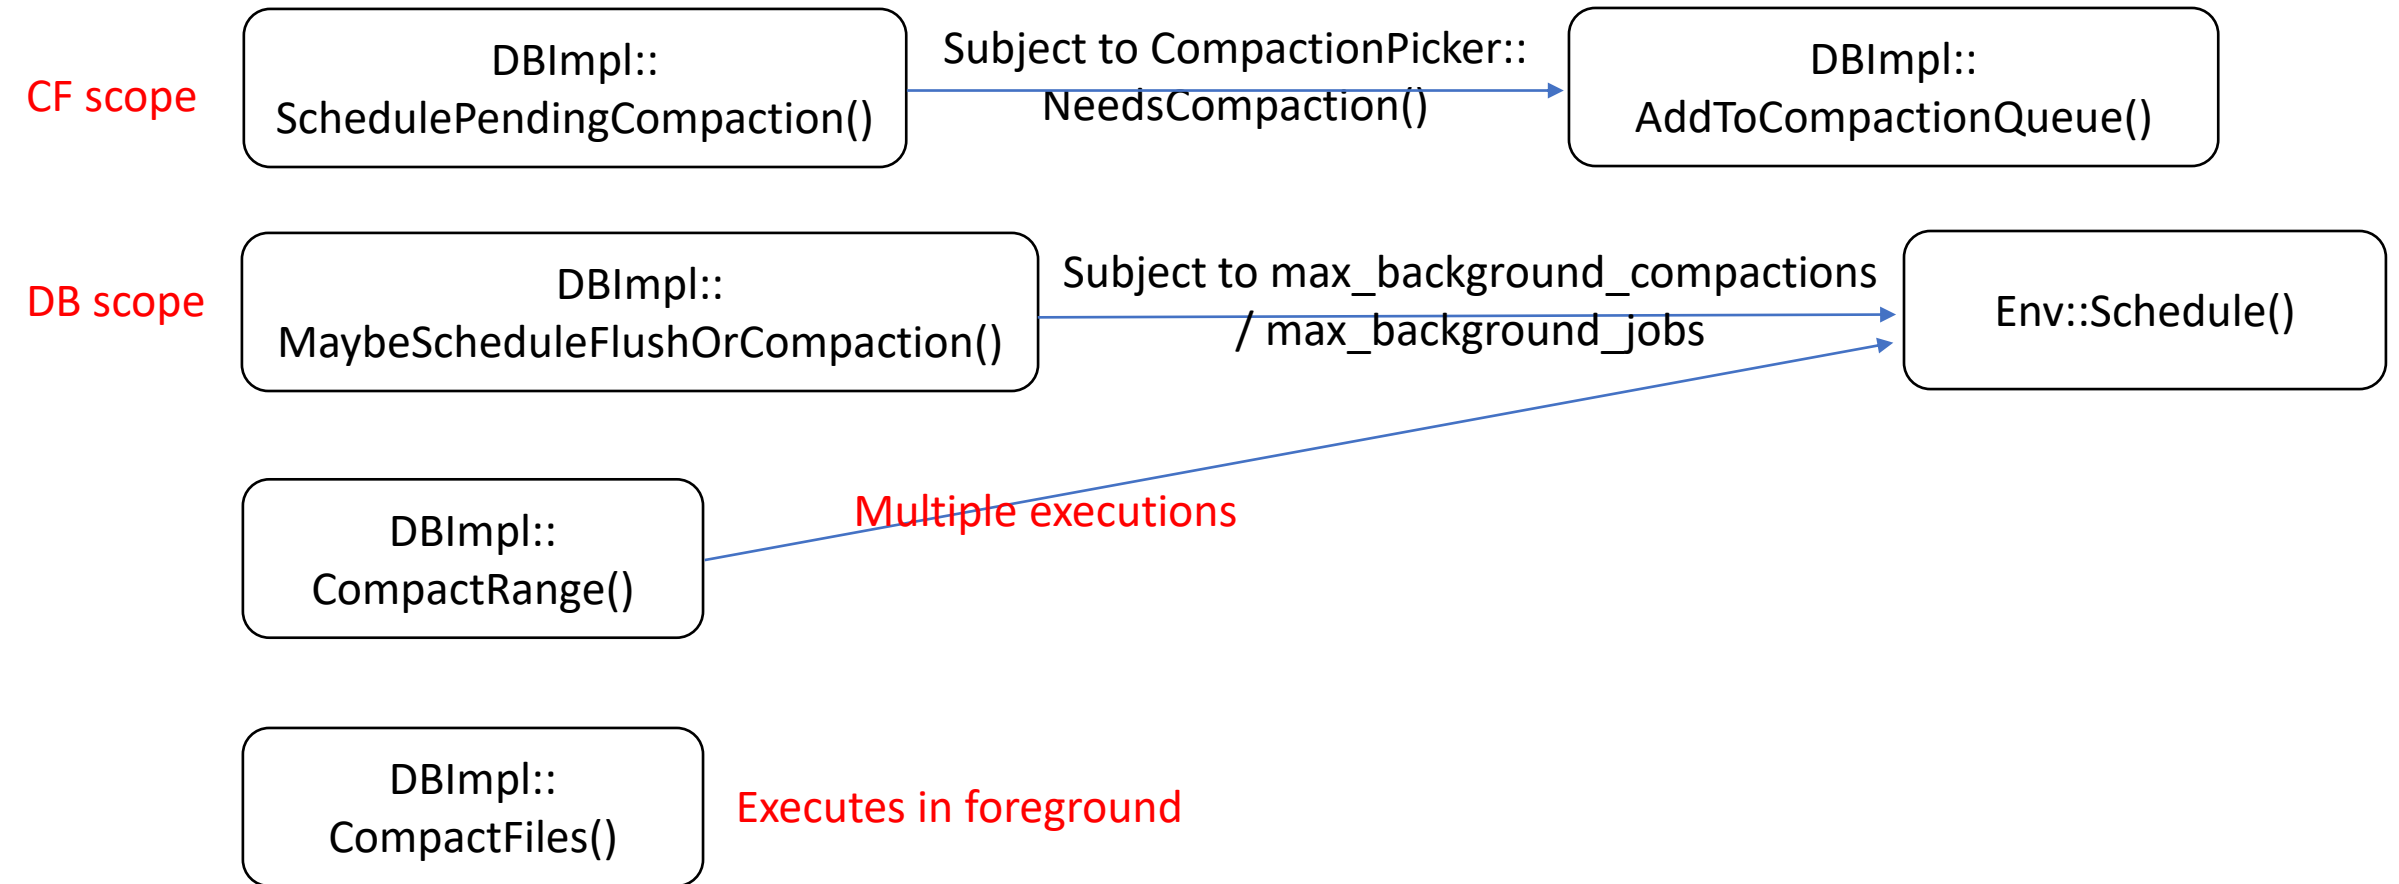 CF scope
DBImpl::
SchedulePendingCompaction()
Subject to CompactionPicker::
NeedsCompaction()
DBImpl::
AddToCompactionQueue()
DB scope
DBImpl::
MaybeScheduleFlushOrCompaction()
Subject to max_background_compactions
/ max_background_jobs
Env::Schedule()
DBImpl::
CompactRange()
Multiple executions
DBImpl::
CompactFiles()
Executes in foreground